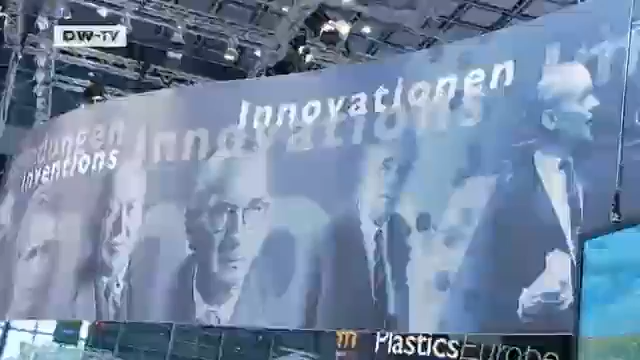 DW-TV
Innovationen
Innovations
inventions
PlasticsEurope